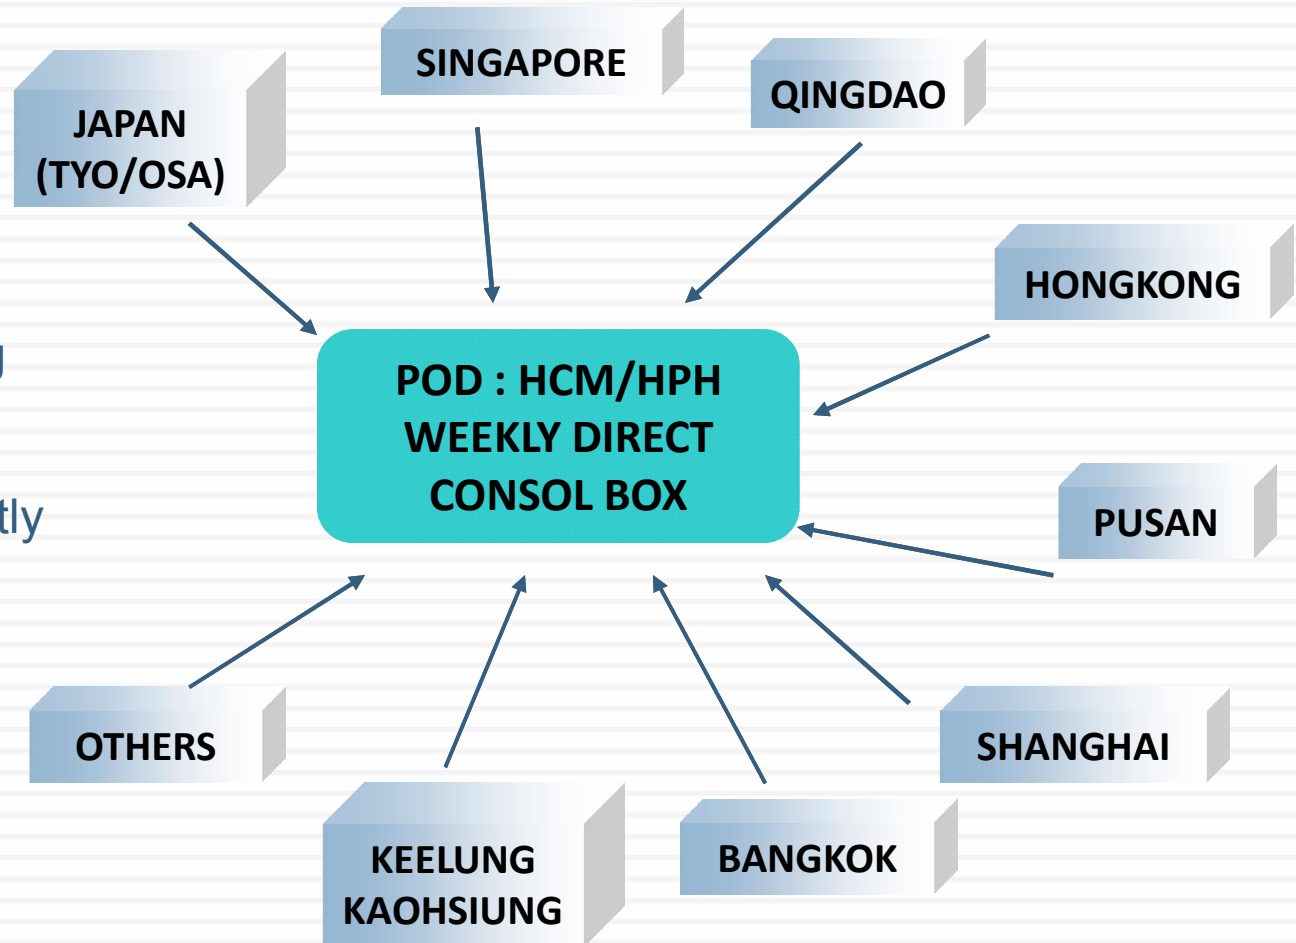 SINGAPORE
QINGDAO
JAPAN
(TYO/OSA)
HONGKONG
POD : HCM/HPH
WEEKLY DIRECT
CONSOL BOX
PUSAN
OTHERS
SHANGHAI
KEELUNG
KAOHSIUNG
BANGKOK